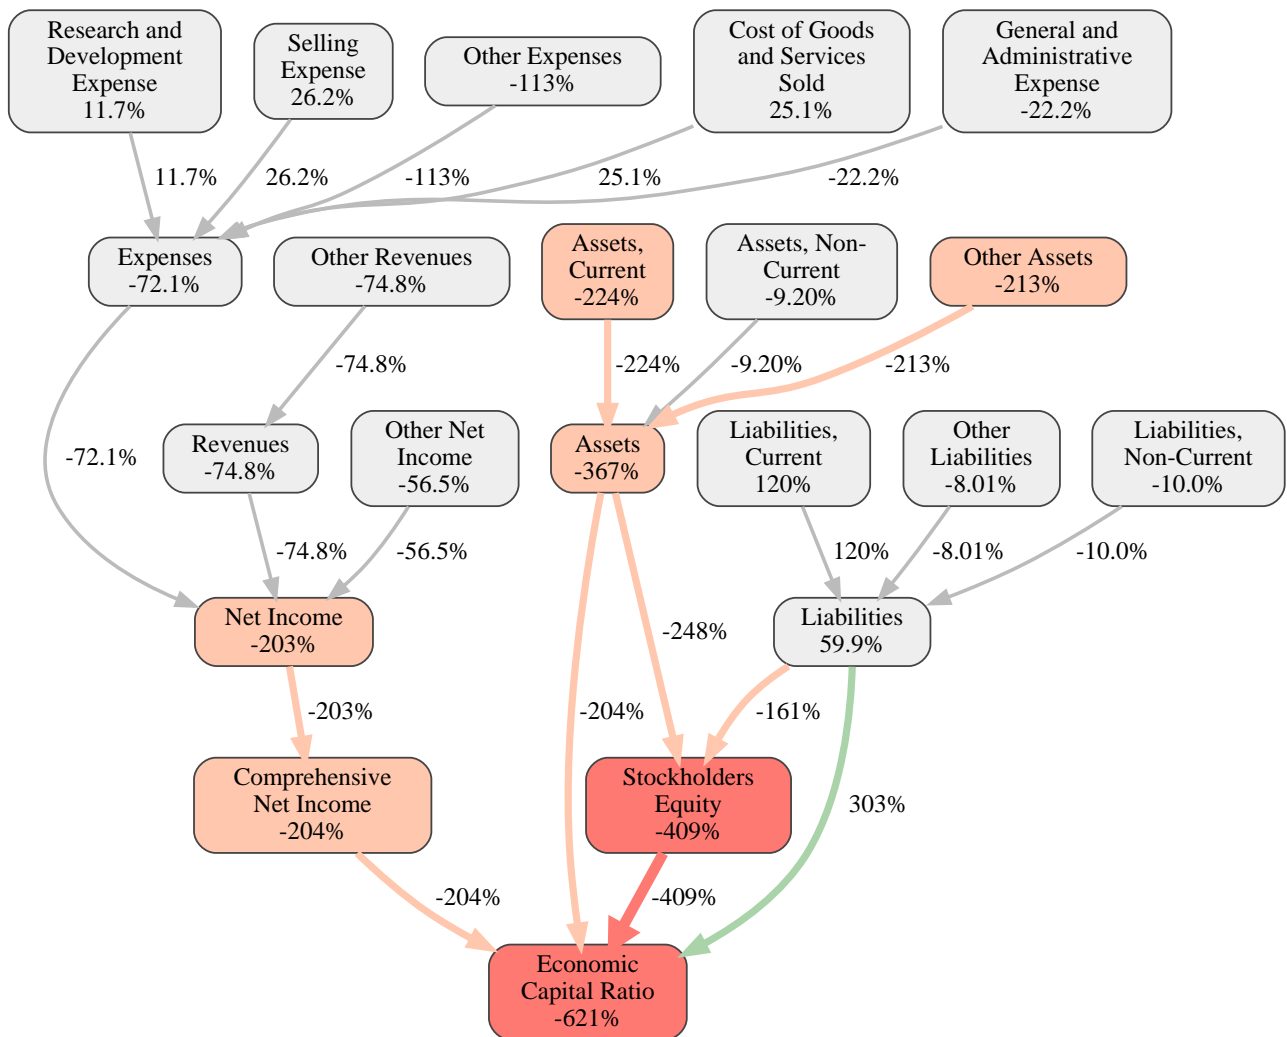 Research and
Development
Expense
11.7%
Selling
Expense
26.2%
Other Expenses
-113%
Cost of Goods
and Services
Sold
25.1%
General and
Administrative
Expense
-22.2%
11.7%
26.2%
-113%
25.1%
-22.2%
Expenses
-72.1%
Other Revenues
-74.8%
Assets,
Current
-224%
Assets, Non-
Current
-9.20%
Other Assets
-213%
-74.8%
-224%
-9.20%
-213%
-72.1%
Revenues
-74.8%
Other Net
Income
-56.5%
Assets
-367%
Liabilities,
Current
120%
Other
Liabilities
-8.01%
Liabilities,
Non-Current
-10.0%
-74.8%
-56.5%
120%
-8.01%
-10.0%
Net Income
-203%
-248%
Liabilities
59.9%
-203%
-204%
-161%
Comprehensive
Net Income
-204%
Stockholders
Equity
-409%
303%
-204%
-409%
Economic
Capital Ratio
-621%